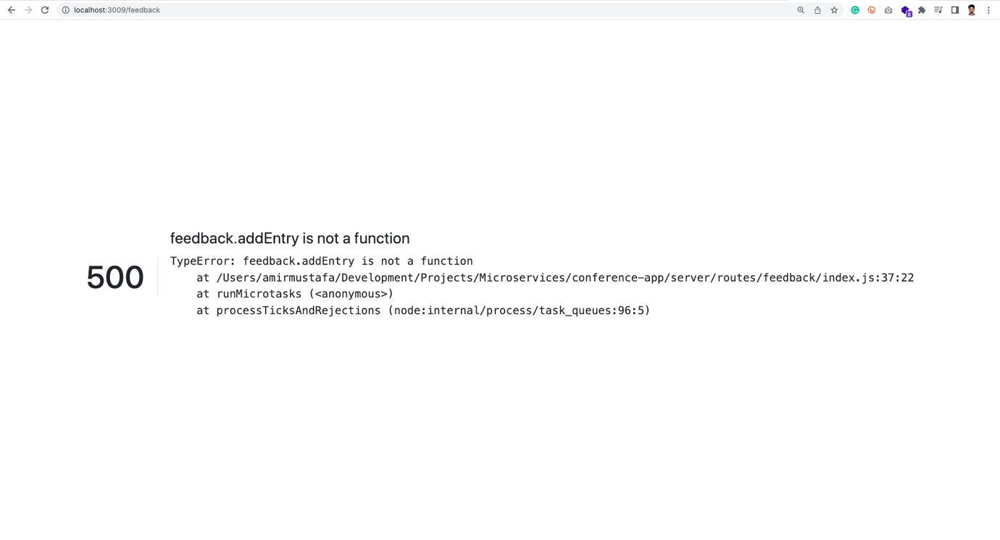 localhost:3009/feedback
8
feedback.addEntry is not a function
500
TypeError: feedback.addEntry is not a function
at /Users/amirmustafa/Development/Projects/Microservices/conference-app/server/routes/feedback/index.js:37:22
at runMicrotasks (<anonymous>)
at processTicksAndRejections (node:internal/process/task_queues:96:5)